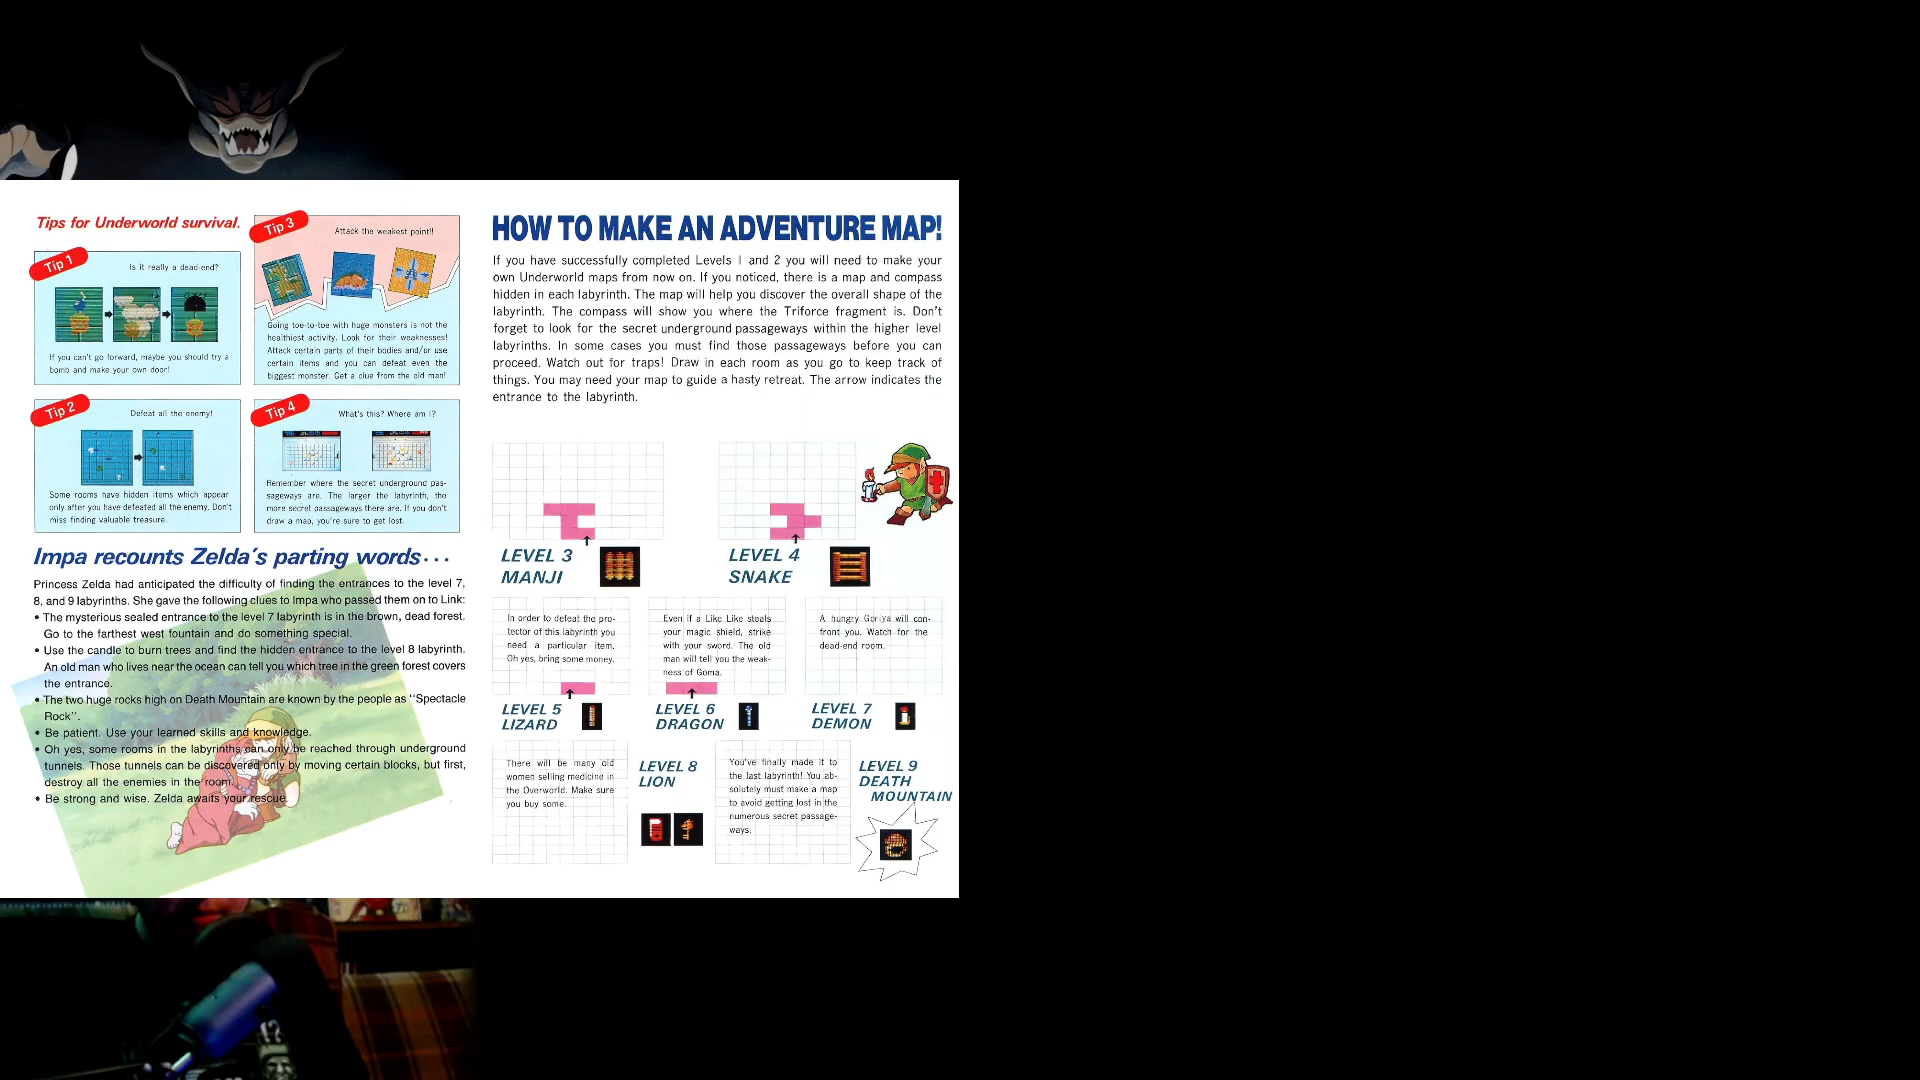 Tips for Underworld survival.
Tip 1
Is it really a dead-end?
If you can't go forward, maybe you should try a
bomb and make your own door!
Tip 3
Attack the weakest point!!
Going toe-to-toe with huge monsters is not the
healthiest activity. Look for their weaknesses!
Attack certain parts of their bodies and/or use
certain items and you can defeat even the
biggest monster. Get a clue from the old man!
Tip 2
Defeat all the enemy!
Some rooms have hidden items which appear
only after you have defeated all the enemy. Don't
miss finding valuable treasure.
Tip 4
What's this? Where am I?
Remember where the secret underground pas-
sageways are. The larger the labyrinth, the
more secret passageways there are. If you don't
draw a map, you're sure to get lost.
Impa recounts Zelda's parting words···
Princess Zelda had anticipated the difficulty of finding the entrances to the level 7,
8, and 9 labyrinths. She gave the following clues to Impa who passed them on to Link:
• The mysterious sealed entrance to the level 7 labyrinth is in the brown, dead forest.
Go to the farthest west fountain and do something special.
• Use the candle to burn trees and find the hidden entrance to the level 8 labyrinth.
An old man who lives near the ocean can tell you which tree in the green forest covers
the entrance.
• The two huge rocks high on Death Mountain are known by the people as "Spectacle
Rock".
• Be patient. Use your learned skills and knowledge.
• Oh yes, some rooms in the labyrinths can only be reached through underground
tunnels. Those tunnels can be discovered only by moving certain blocks, but first,
destroy all the enemies in the room.
• Be strong and wise. Zelda awaits your rescue.
HOW TO MAKE AN ADVENTURE MAP!
If you have successfully completed Levels 1 and 2 you will need to make your
own Underworld maps from now on. If you noticed, there is a map and compass
hidden in each labyrinth. The map will help you discover the overall shape of the
labyrinth. The compass will show you where the Triforce fragment is. Don't
forget to look for the secret underground passageways within the higher level
labyrinths. In some cases you must find those passageways before you can
proceed. Watch out for traps! Draw in each room as you go to keep track of
things. You may need your map to guide a hasty retreat. The arrow indicates the
entrance to the labyrinth.
LEVEL 3
MANJI
LEVEL 4
SNAKE
In order to defeat the pro-
tector of this labyrinth you
need a particular item.
Oh yes, bring some money.
LEVEL 5
LIZARD
Even if a Like Like steals
your magic shield, strike
with your sword. The old
man will tell you the weak-
ness of Goma.
LEVEL 6
DRAGON
A hungry Goriya will con-
front you. Watch for the
dead-end room.
LEVEL 7
DEMON
There will be many old
women selling medicine in
the Overworld. Make sure
you buy some.
LEVEL 8
LION
You've finally made it to
the last labyrinth! You ab-
solutely must make a map
to avoid getting lost in the
numerous secret passage-
ways.
LEVEL 9
DEATH
MOUNTAIN